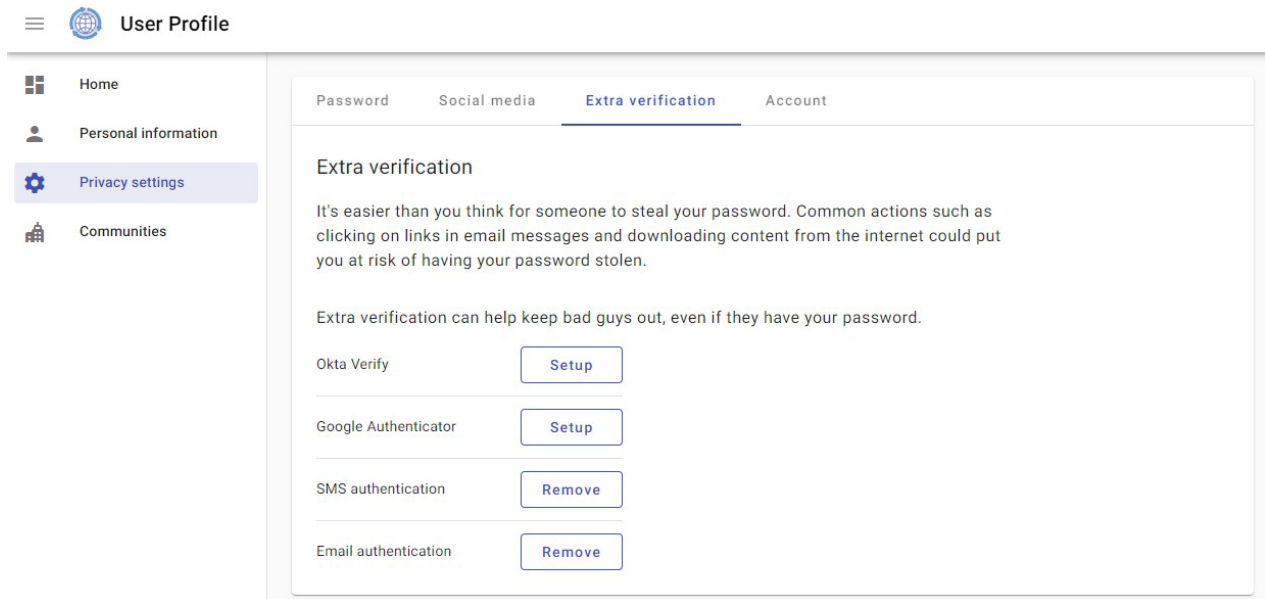 User Profile
Home
Personal information
Privacy settings
Communities
Password
Social media
Extra verification
Account
Extra verification
It's easier than you think for someone to steal your password. Common actions such as
clicking on links in email messages and downloading content from the internet could put
you at risk of having your password stolen.
Extra verification can help keep bad guys out, even if they have your password.
Okta Verify
Setup
Google Authenticator
Setup
SMS authentication
Remove
Email authentication
Remove